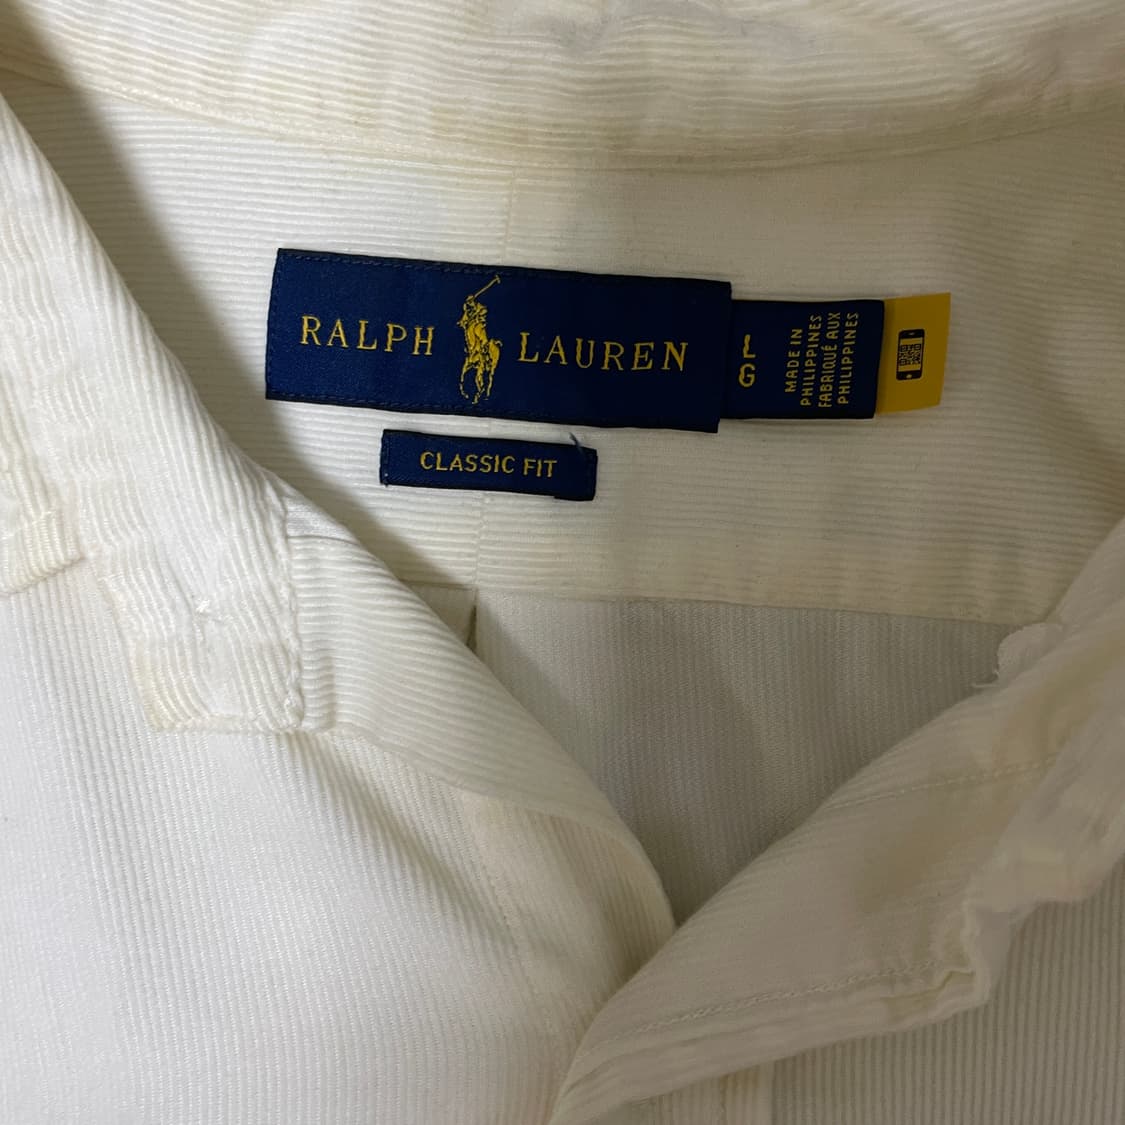 RALPH LAUREN
L
G
MADE IN
PHILIPPINES
FABRIQUÉ AUX
PHILIPPINES
CLASSIC FIT